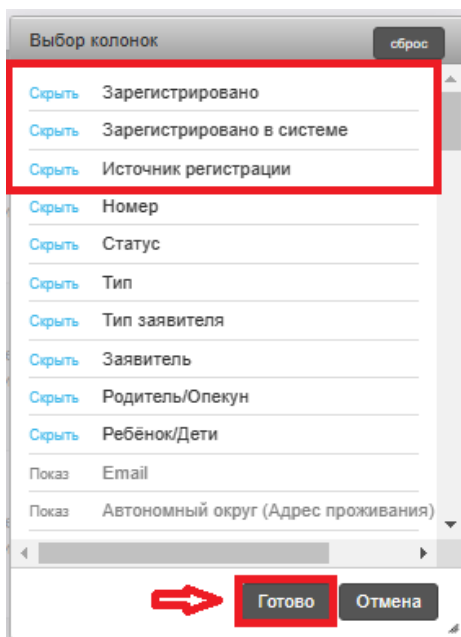 Выбор колонок сброс
Скрыть Зарегистрировано
Скрыть Зарегистрировано в системе
Скрыть Источник регистрации
Скрыть Номер
Скрыть Статус
Скрыть Тип
Скрыть Тип заявителя
Скрыть Заявитель
Скрыть Родитель/Опекун
Скрыть Ребёнок/Дети
Показ Email
Показ Автономный округ (Адрес проживания)
Готово Отмена